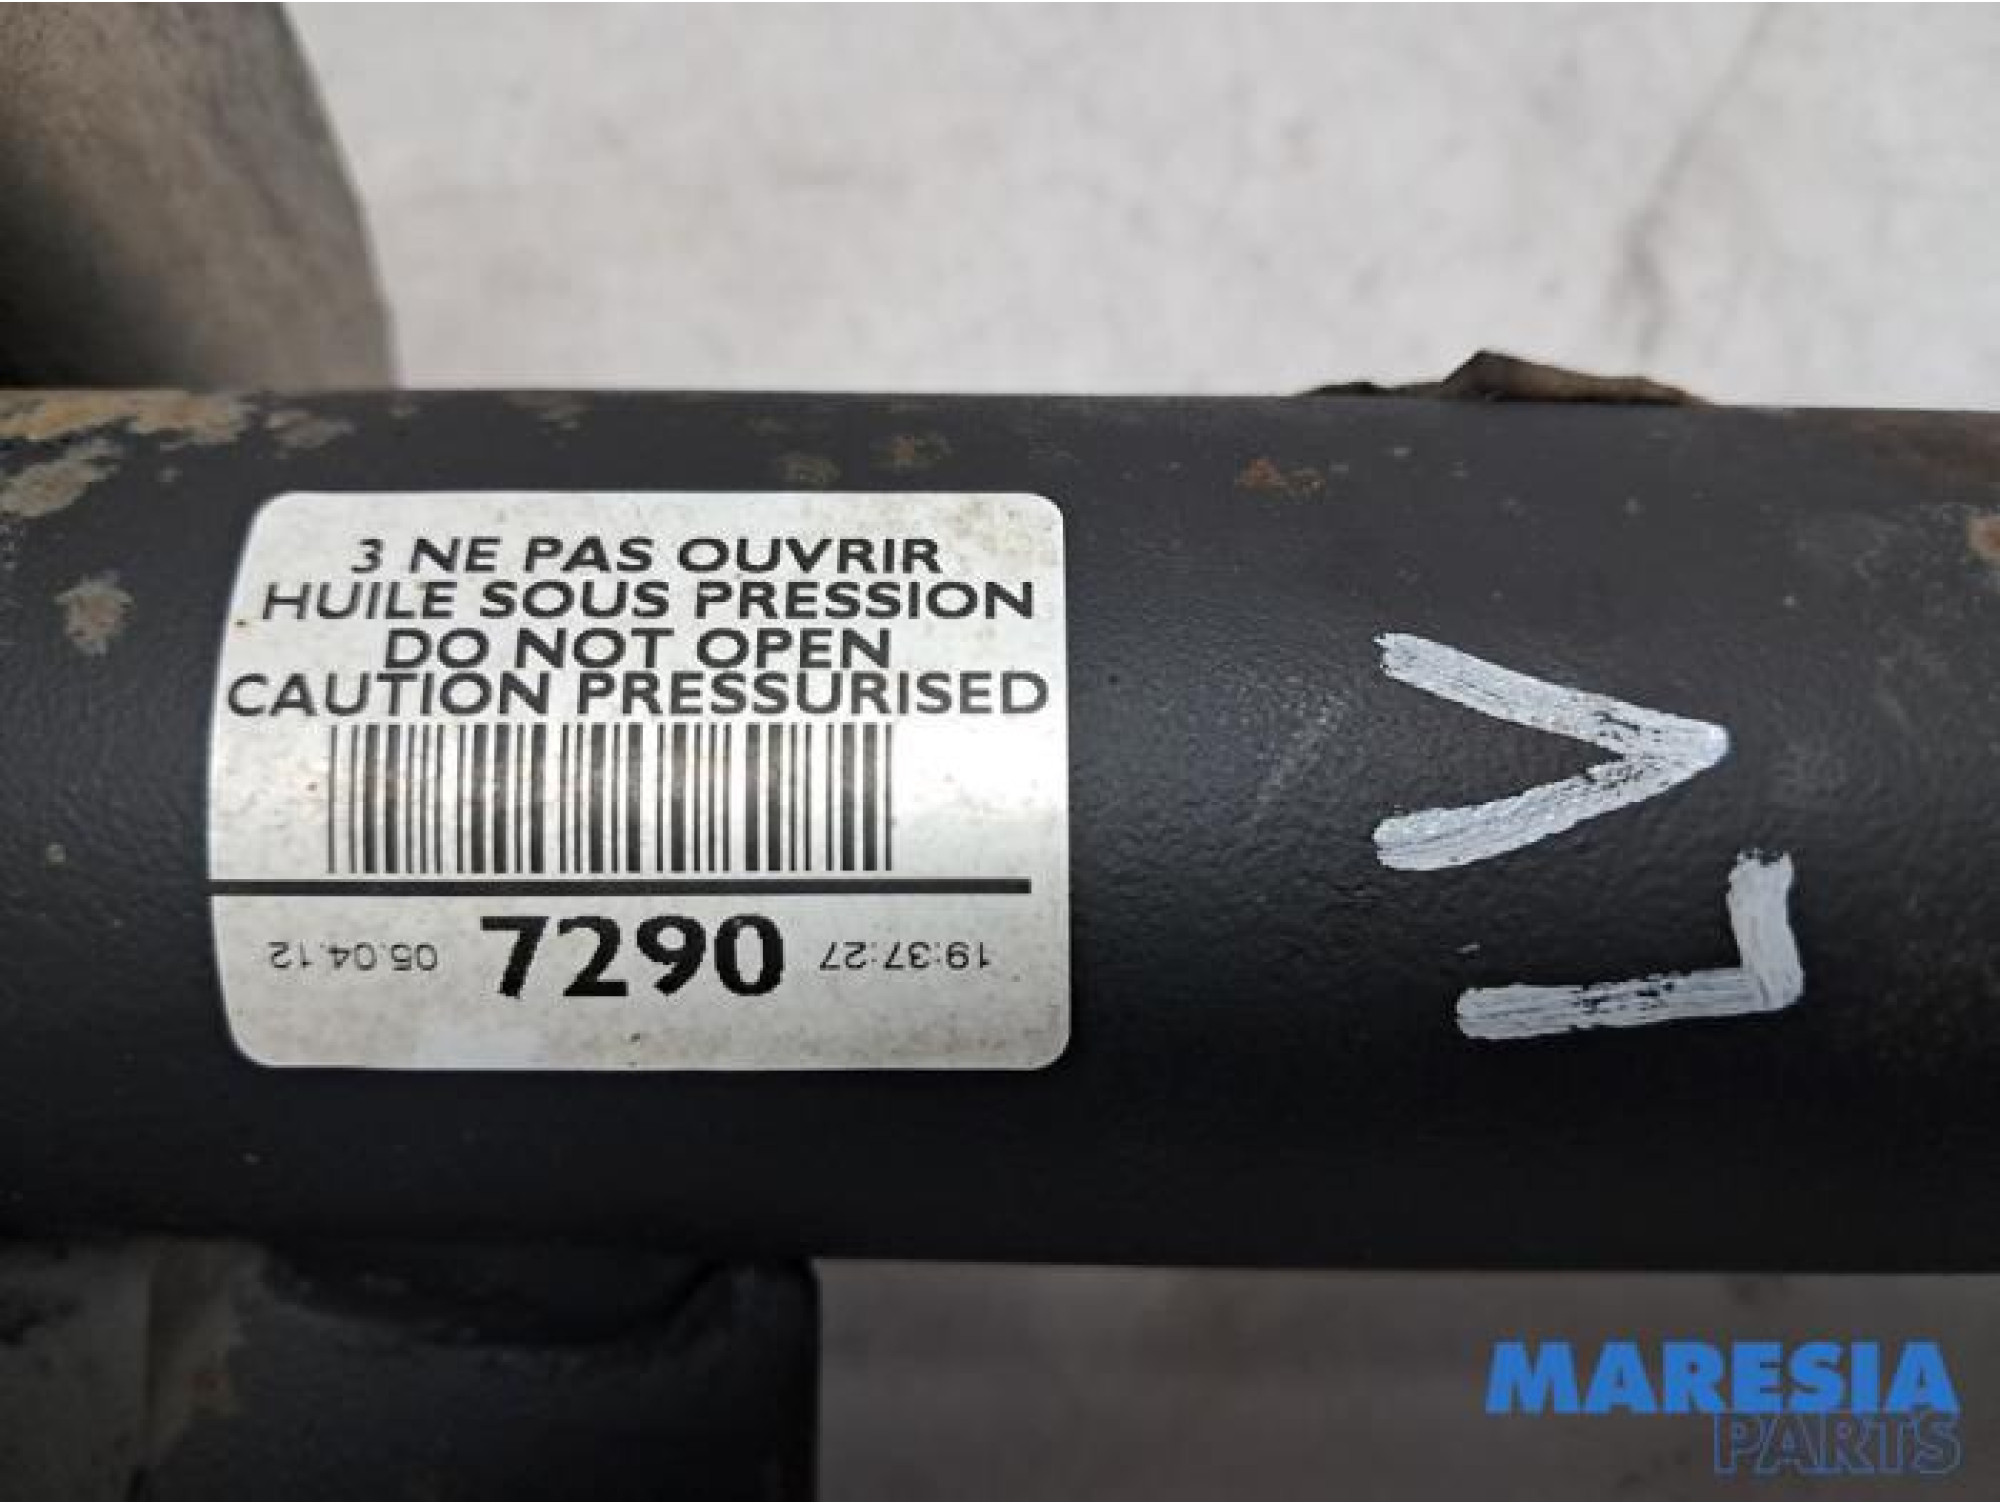 3 NE PAS OUVRIR
HUILE SOUS PRESSION
DO NOT OPEN
CAUTION PRESSURISED
05.04.12 7290 19:37:27
V
L
MARESIA
PARTS